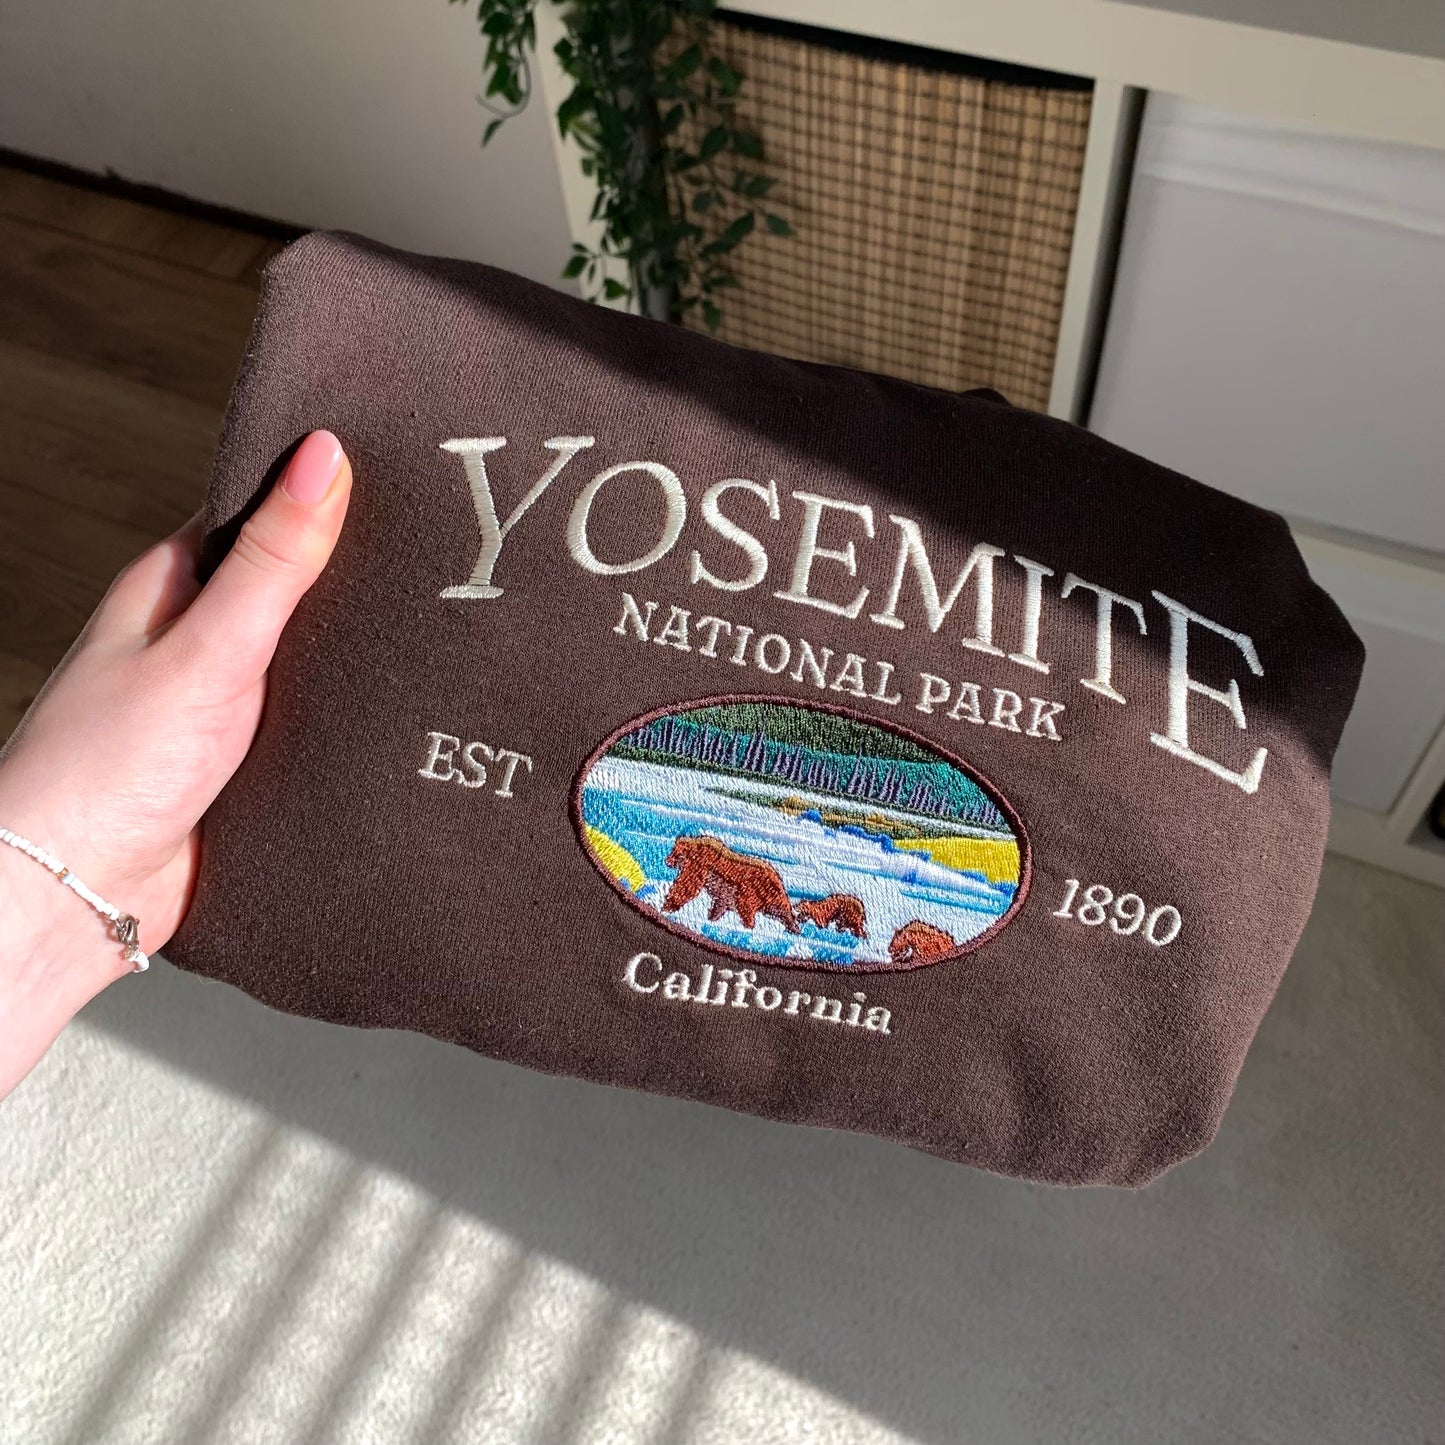 YOSEMITE
NATIONAL PARK
EST 1890
California